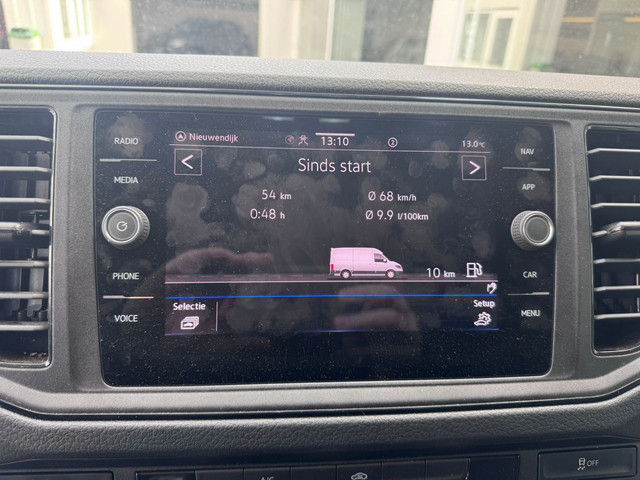 RADIO
MEDIA
PHONE
VOICE
Nieuwendijk
13:10
2
13.0°C
<
Sinds start
>
54 km
Ø 68 km/h
0:48 h
Ø 9.9 l/100km
10 km
Selectie
Setup
NAV
APP
CAR
MENU
A/C
OFF